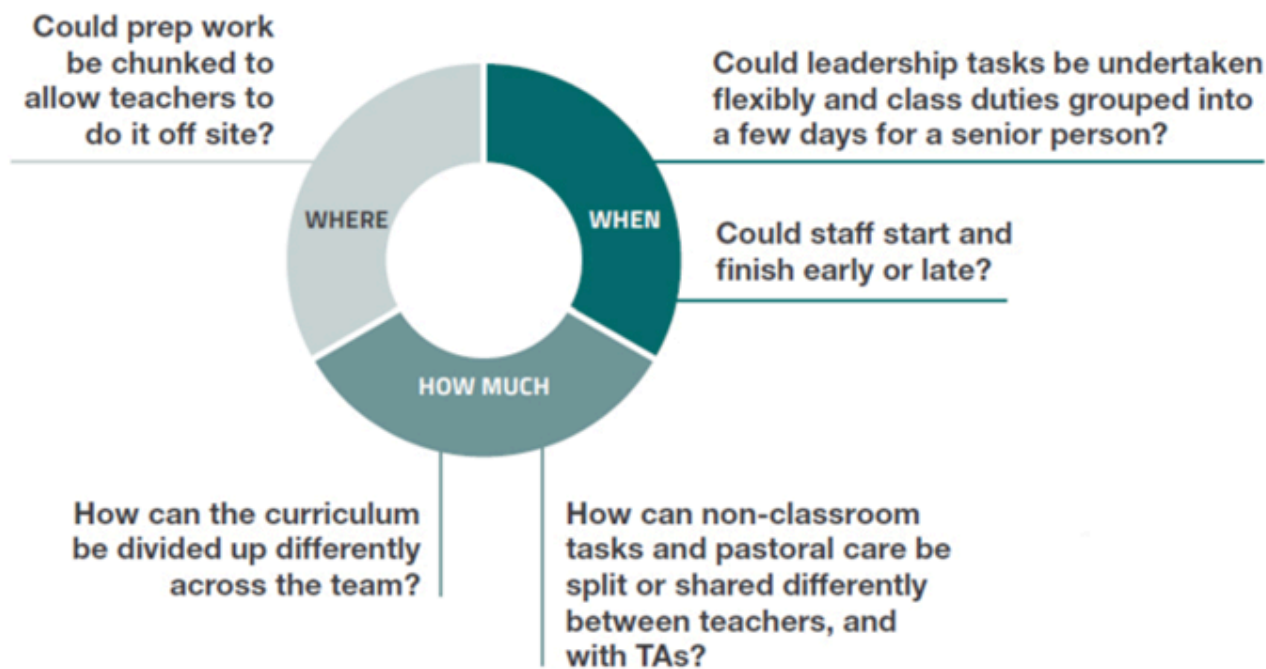 Could prep work
be chunked to
allow teachers to
do it off site?
Could leadership tasks be undertaken
flexibly and class duties grouped into
a few days for a senior person?
WHERE
WHEN
Could staff start and
finish early or late?
HOW MUCH
How can the curriculum
be divided up differently
across the team?
How can non-classroom
tasks and pastoral care be
split or shared differently
between teachers, and
with TAs?